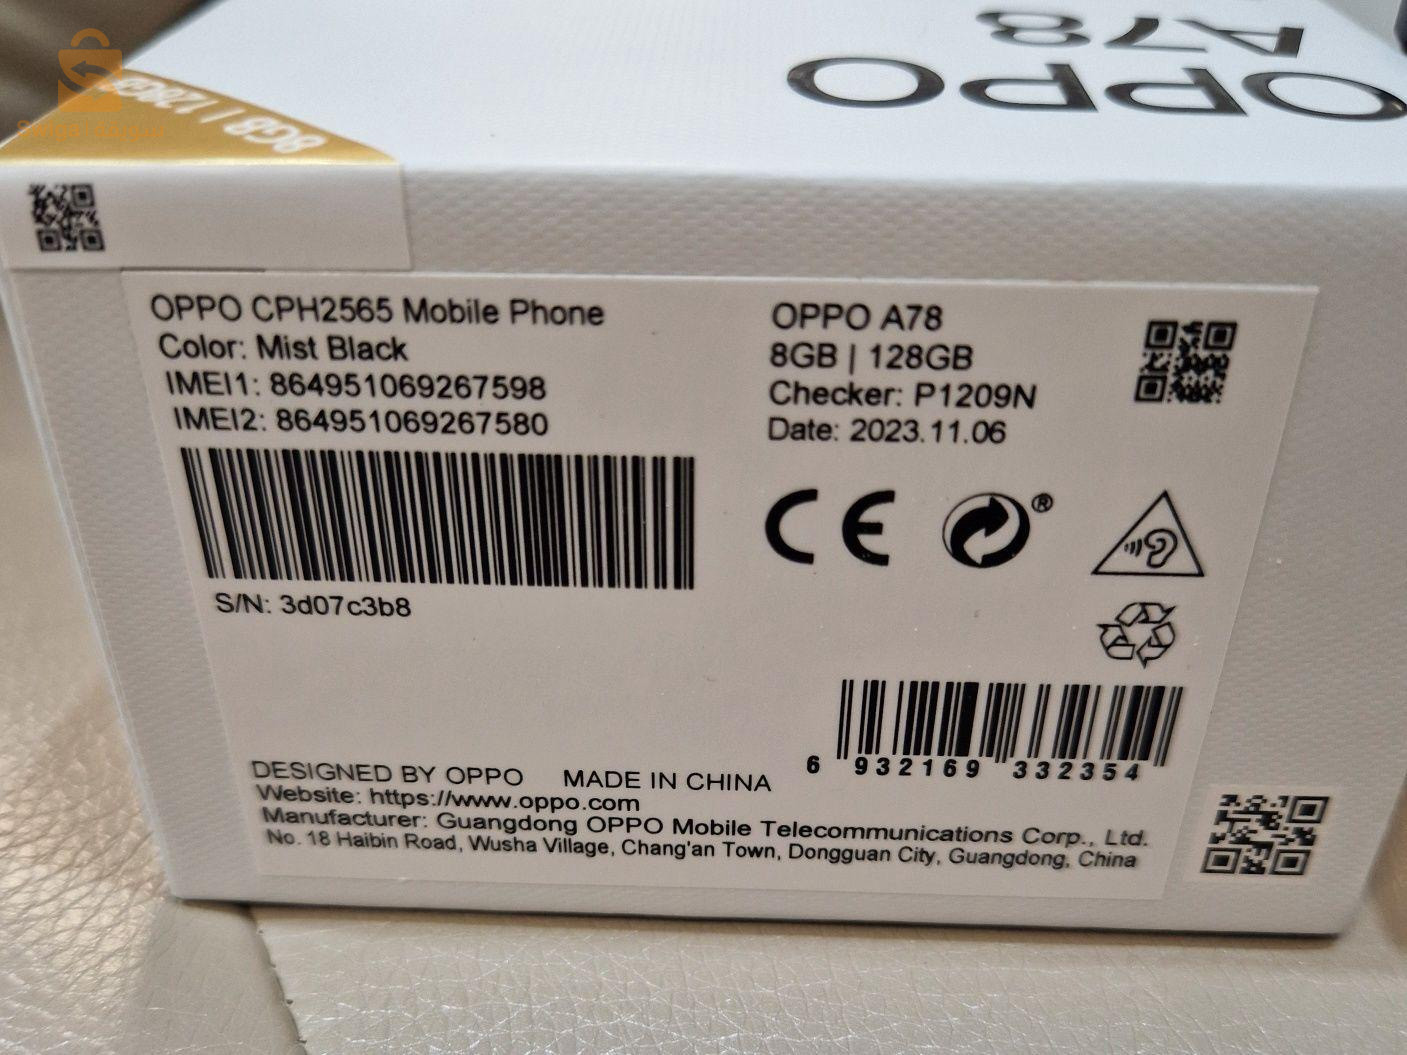 OPPO
A78
8GB | 128GB
OPPO CPH2565 Mobile Phone
Color: Mist Black
IMEI1: 864951069267598
IMEI2: 864951069267580
S/N: 3d07c3b8
OPPO A78
8GB | 128GB
Checker: P1209N
Date: 2023.11.06
CE
®
6 932169 332354
DESIGNED BY OPPO MADE IN CHINA
Website: https://www.oppo.com
Manufacturer: Guangdong OPPO Mobile Telecommunications Corp., Ltd.
No. 18 Haibin Road, Wusha Village, Chang'an Town, Dongguan City, Guangdong, China